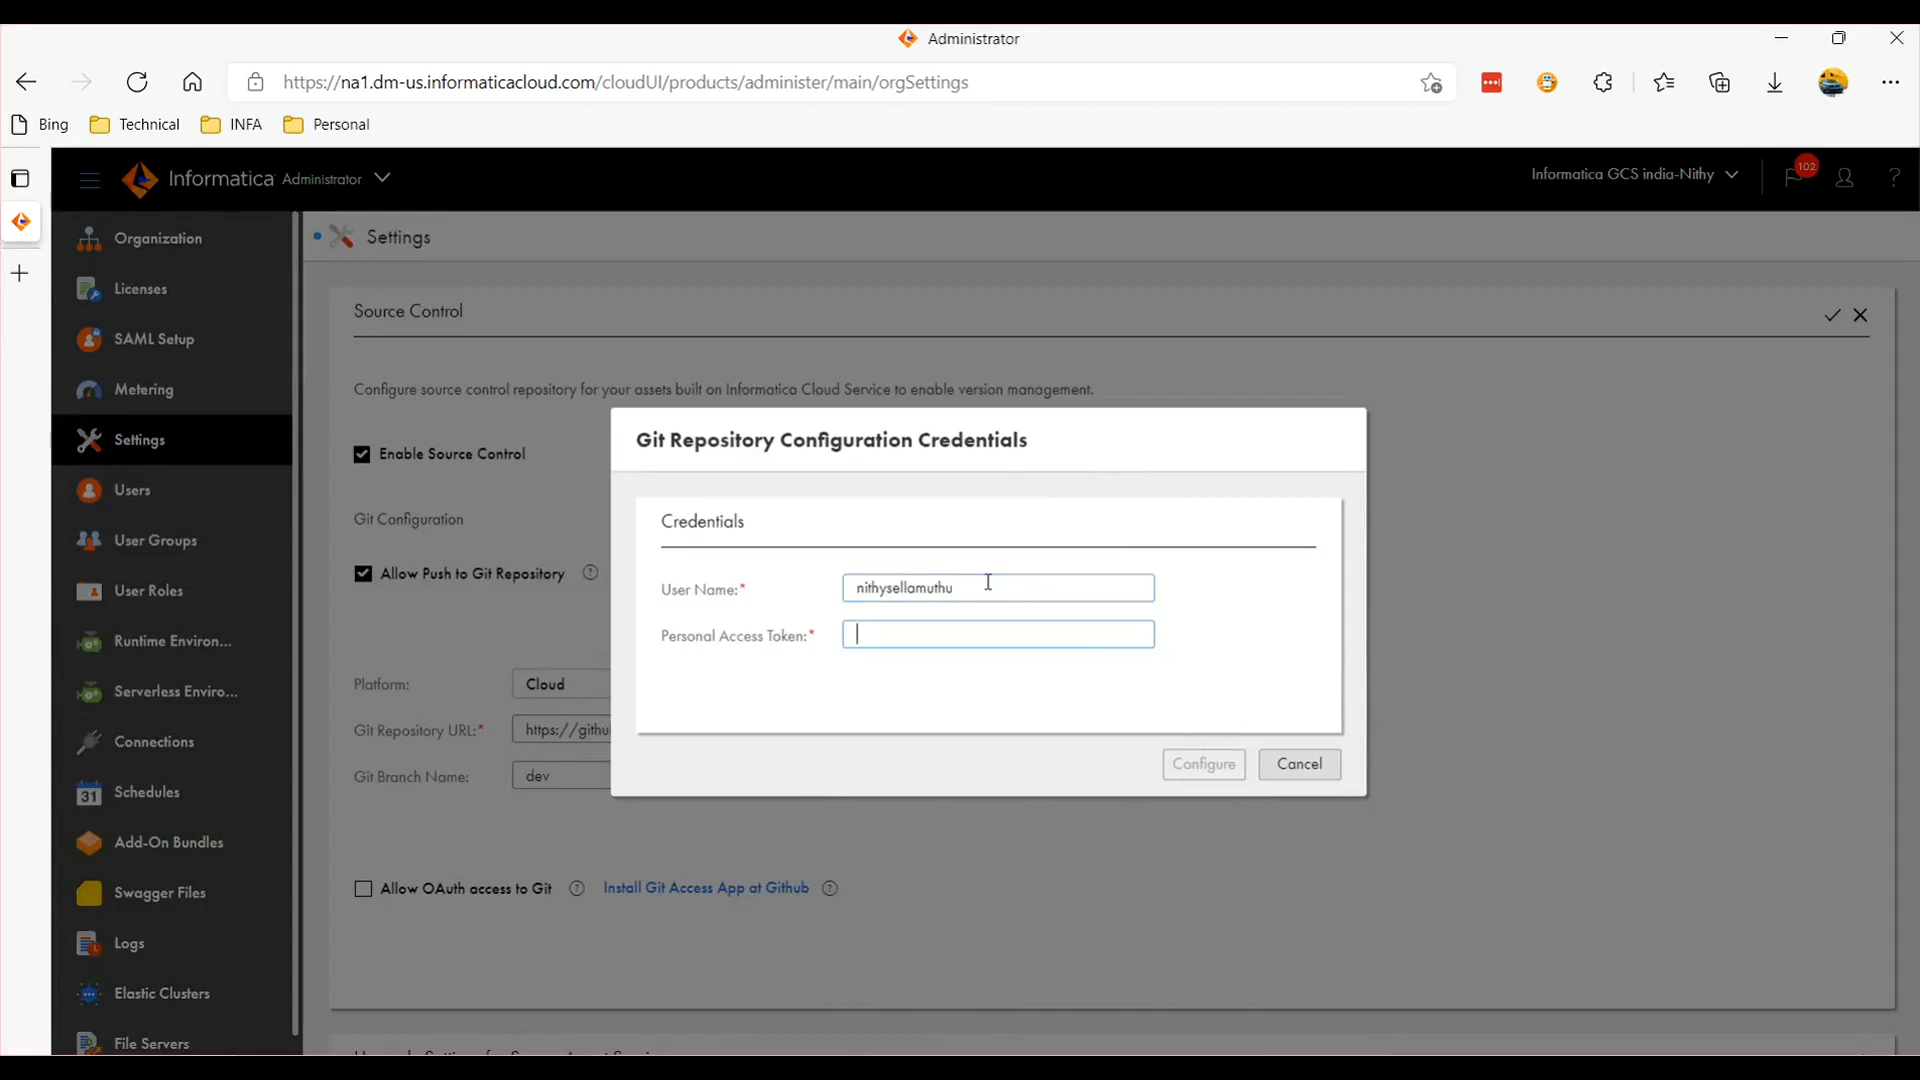 Administrator
https://na1.dm-us.informaticacloud.com/cloudUI/products/administer/main/orgSettings
Bing Technical INFA Personal
Informatica Administrator
Informatica GCS india-Nithy
102
?
Organization
Licenses
SAML Setup
Metering
Settings
Users
User Groups
User Roles
Runtime Environ...
Serverless Enviro...
Connections
31 Schedules
Add-On Bundles
Swagger Files
Logs
Elastic Clusters
File Servers
Settings
Source Control
Configure source control repository for your assets built on Informatica Cloud Service to enable version management.
Enable Source Control
Git Configuration
Allow Push to Git Repository ?
Platform: Cloud
Git Repository URL:* https://githu
Git Branch Name: dev
Allow OAuth access to Git ? Install Git Access App at Github ?
Git Repository Configuration Credentials
Credentials
User Name:* nithysellamuthu
Personal Access Token:*
Configure Cancel